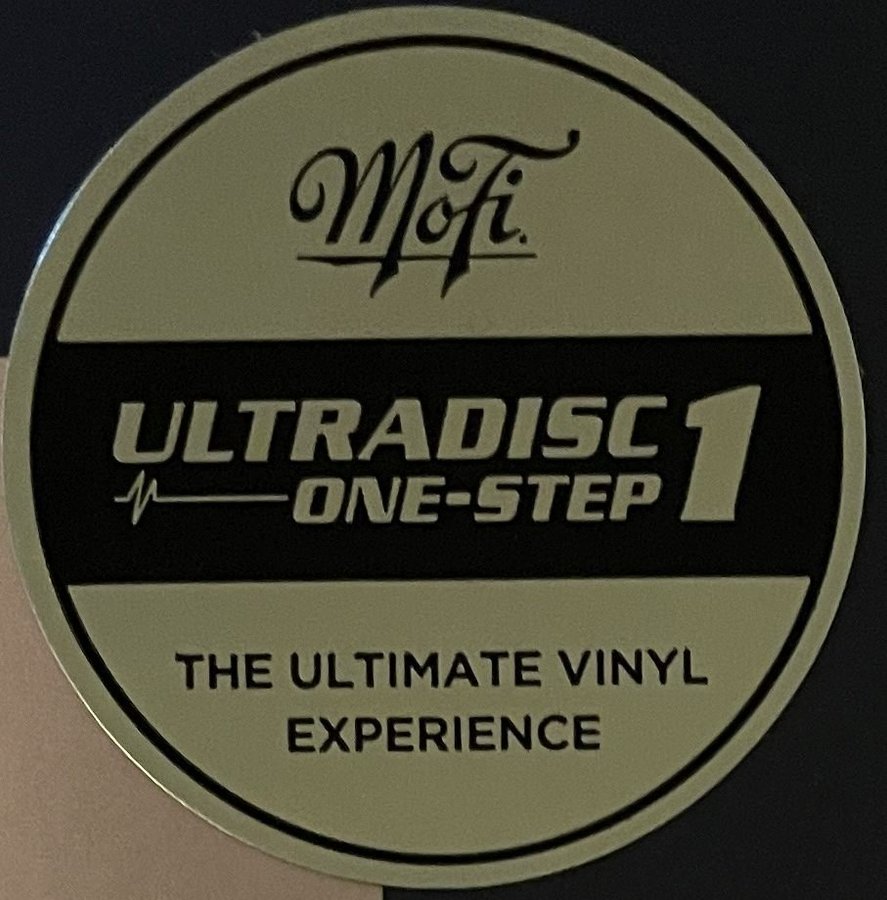 MoFi.
ULTRADISC 1
ONE-STEP
THE ULTIMATE VINYL
EXPERIENCE